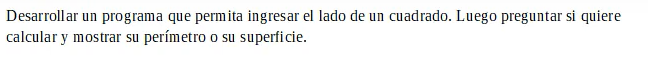 Desarrollar un programa que permita ingresar el lado de un cuadrado. Luego preguntar si quiere
calcular y mostrar su perímetro o su superficie.